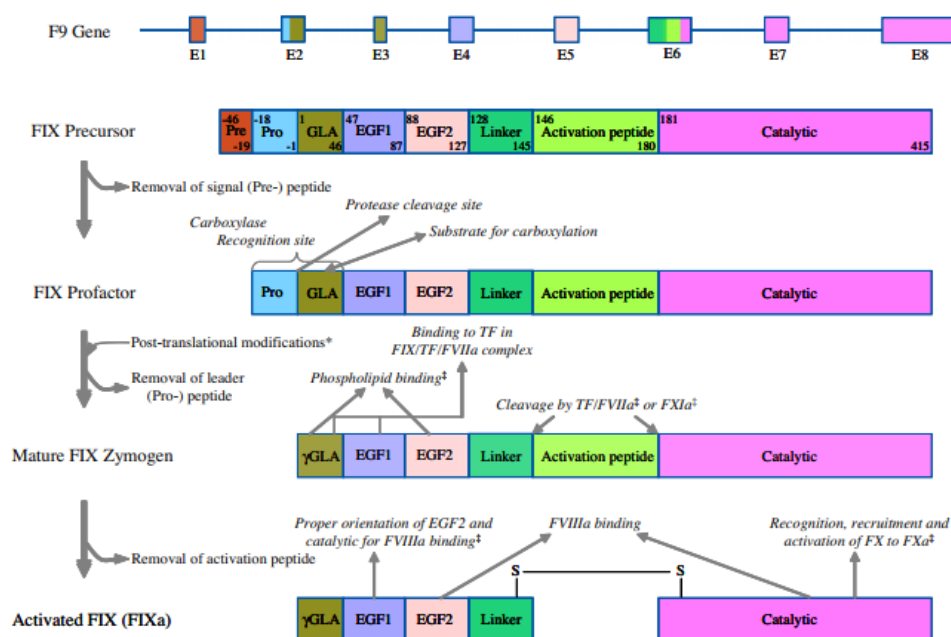 F9 Gene
E1 E2 E3 E4 E5 E6 E7 E8
FIX Precursor
-46 -18 1 47 88 128 146 181
Pre Pro GLA EGF1 EGF2 Linker Activation peptide Catalytic
-19 -1 46 87 127 145 180 415
Removal of signal (Pre-) peptide
Protease cleavage site
Carboxylase
Recognition site
Substrate for carboxylation
FIX Profactor
Pro GLA EGF1 EGF2 Linker Activation peptide Catalytic
Binding to TF in
FIX/TF/FVIIa complex
Post-translational modifications*
Removal of leader
(Pro-) peptide
Phospholipid binding‡
Cleavage by TF/FVIIa‡ or FXIa‡
Mature FIX Zymogen
γGLA EGF1 EGF2 Linker Activation peptide Catalytic
Proper orientation of EGF2 and
catalytic for FVIIIa binding‡
FVIIIa binding
Recognition, recruitment and
activation of FX to FXa‡
Removal of activation peptide
S S
Activated FIX (FIXa)
γGLA EGF1 EGF2 Linker Catalytic